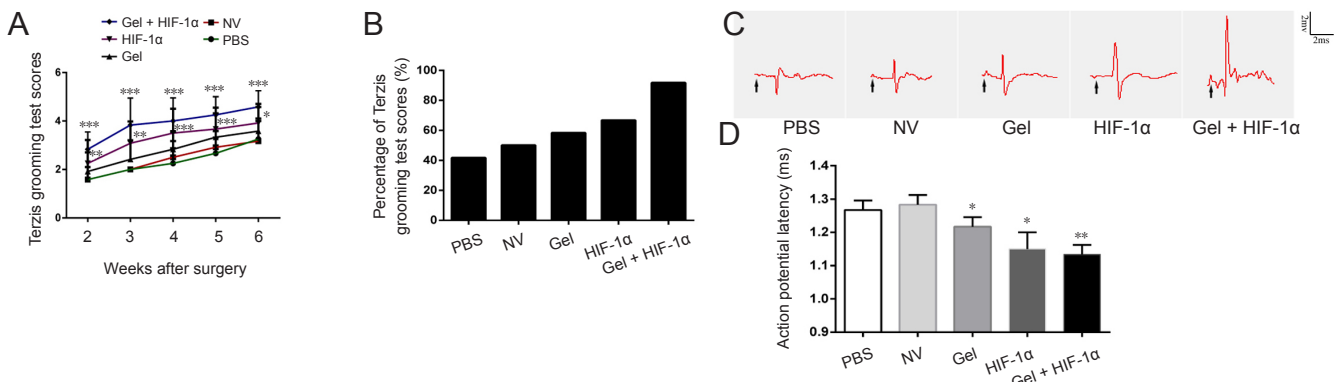 A
Gel + HIF-1α
NV
HIF-1α
PBS
Gel
Terzis grooming test scores
6
4
2
0
***
***
***
***
***
**
**
***
***
*
2 3 4 5 6
Weeks after surgery
B
Percentage of Terzis
grooming test scores (%)
100
80
60
40
20
0
PBS
NV
Gel
HIF-1α
Gel + HIF-1α
C
2mv
2ms
PBS
NV
Gel
HIF-1α
Gel + HIF-1α
D
Action potential latency (ms)
1.4
1.3
1.2
1.1
1.0
0.9
*
*
**
PBS
NV
Gel
HIF-1α
Gel + HIF-1α